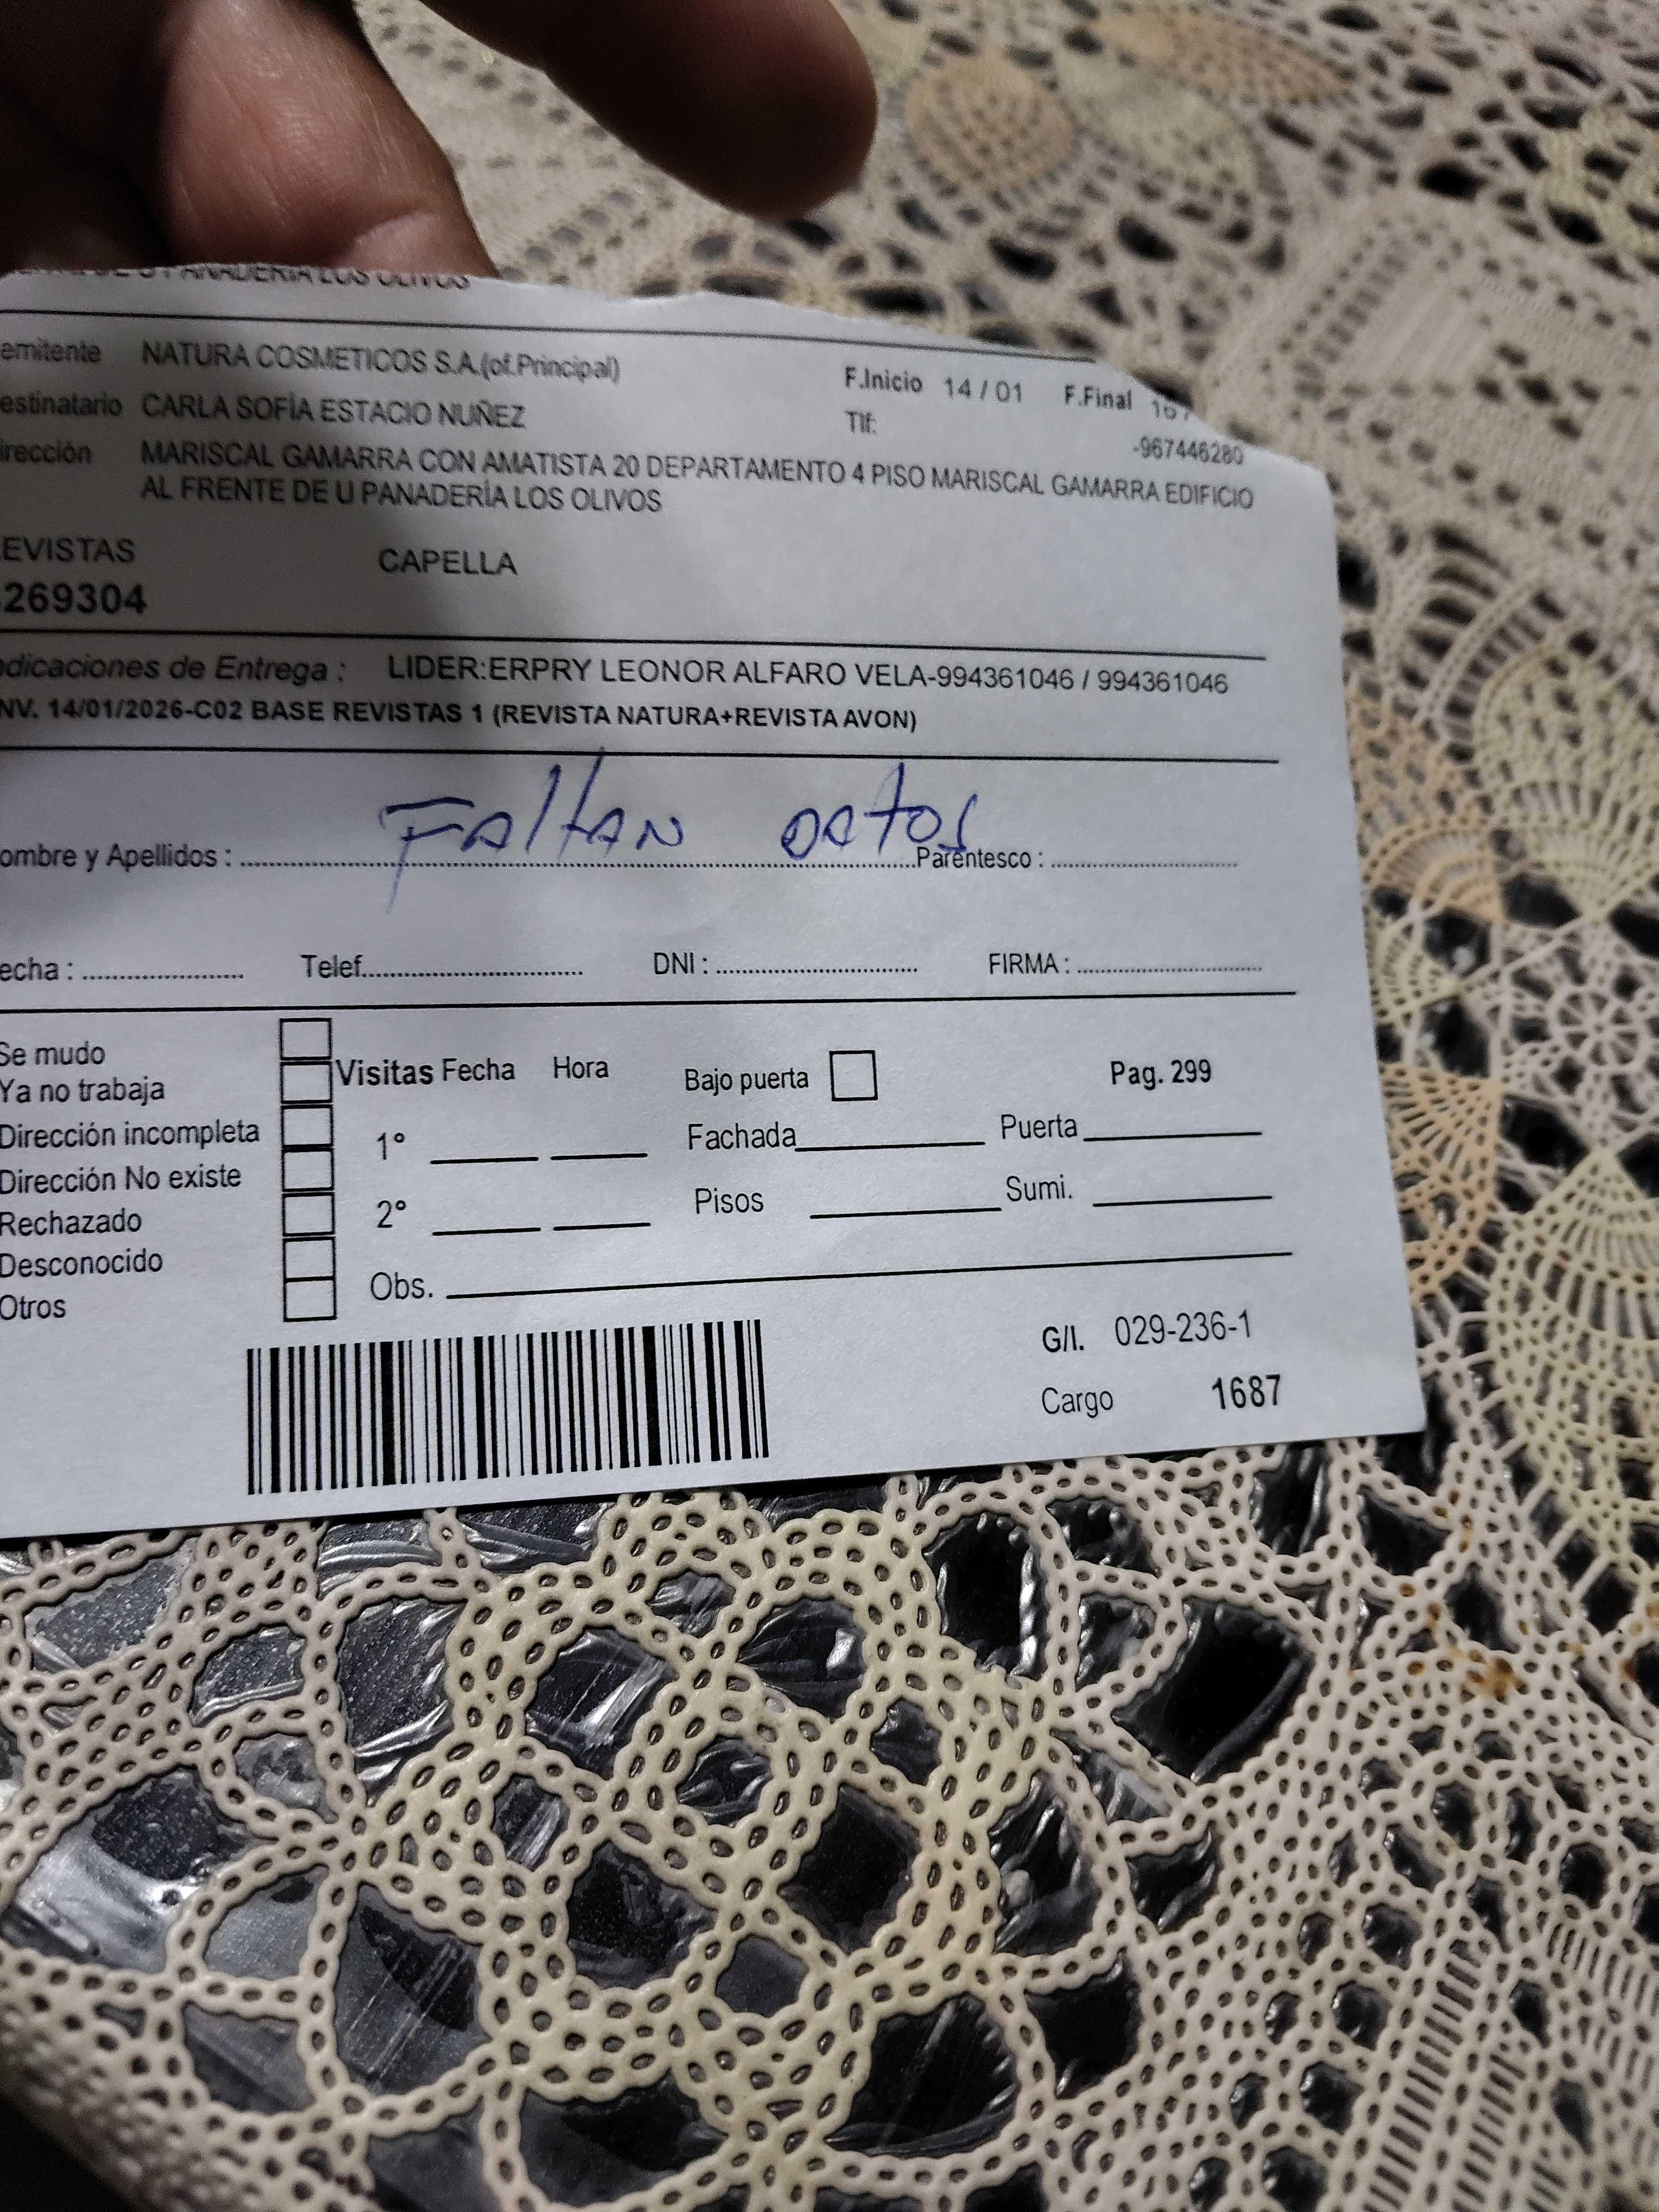 PANADERÍA LOS OLIVOS
emitente NATURA COSMETICOS S.A.(of.Principal) F.Inicio 14 / 01 F.Final 16 /
estinatario CARLA SOFÍA ESTACIO NUÑEZ Tlf: -967446280
irección MARISCAL GAMARRA CON AMATISTA 20 DEPARTAMENTO 4 PISO MARISCAL GAMARRA EDIFICIO
AL FRENTE DE U PANADERÍA LOS OLIVOS
EVISTAS CAPELLA
269304
ndicaciones de Entrega : LIDER:ERPRY LEONOR ALFARO VELA-994361046 / 994361046
NV. 14/01/2026-C02 BASE REVISTAS 1 (REVISTA NATURA+REVISTA AVON)
Faltan datos
ombre y Apellidos : Parentesco :
echa : Telef. DNI : FIRMA :
Se mudo
Ya no trabaja Visitas Fecha Hora Bajo puerta Pag. 299
Dirección incompleta 1° Fachada Puerta
Dirección No existe
Rechazado 2° Pisos Sumi.
Desconocido
Otros Obs.
G/I. 029-236-1
Cargo 1687